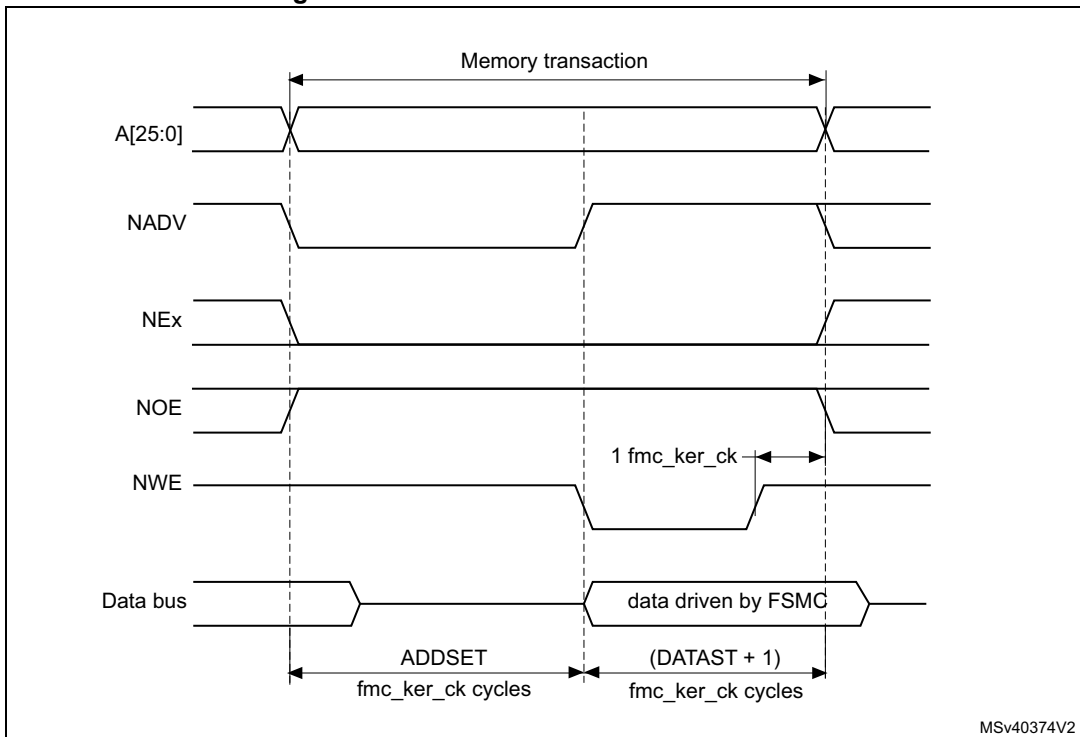 Memory transaction
A[25:0]
NADV
NEx
NOE
1 fmc_ker_ck
NWE
Data bus
data driven by FSMC
ADDSET
fmc_ker_ck cycles
(DATAST + 1)
fmc_ker_ck cycles
MSv40374V2